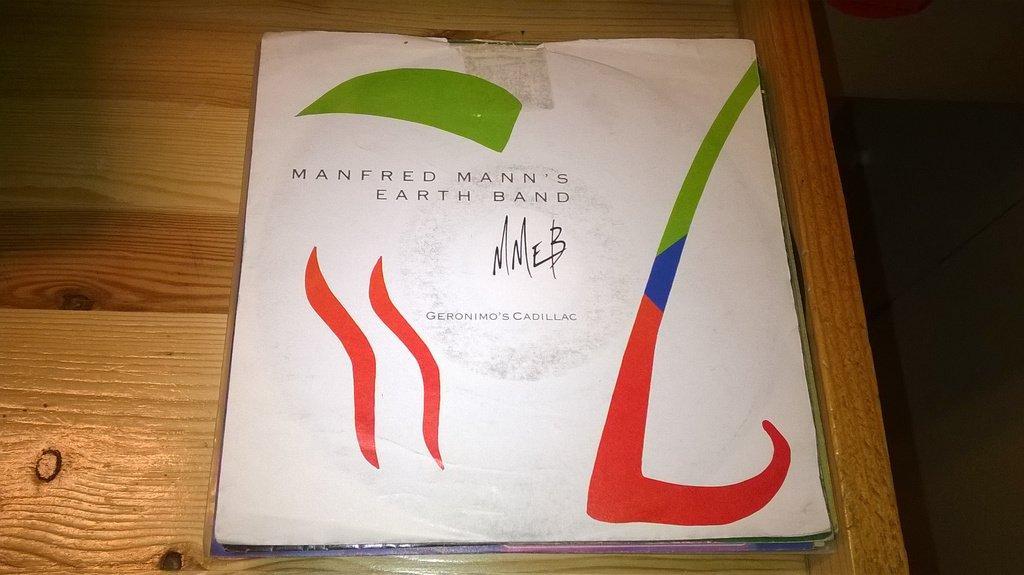 MANFRED MANN'S
EARTH BAND
MMEB
GERONIMO'S CADILLAC